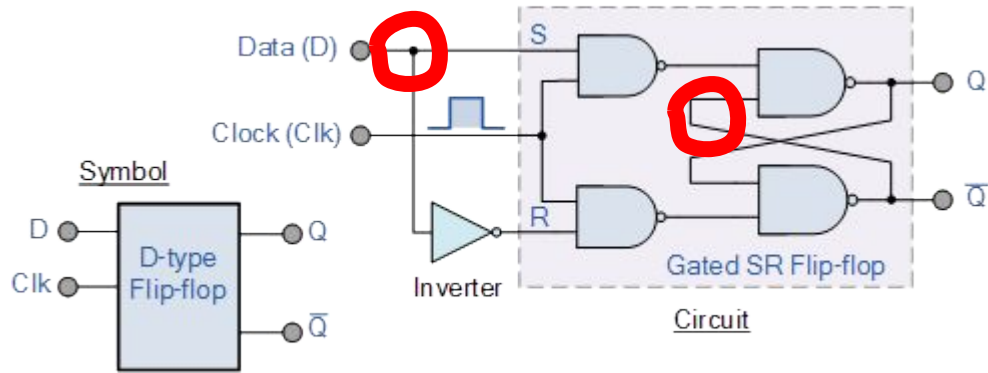 Data (D)
S
Q
Clock (Clk)
Symbol
Q̅
D
Q
R
D-type
Flip-flop
Clk
Inverter
Gated SR Flip-flop
Q̅
Circuit